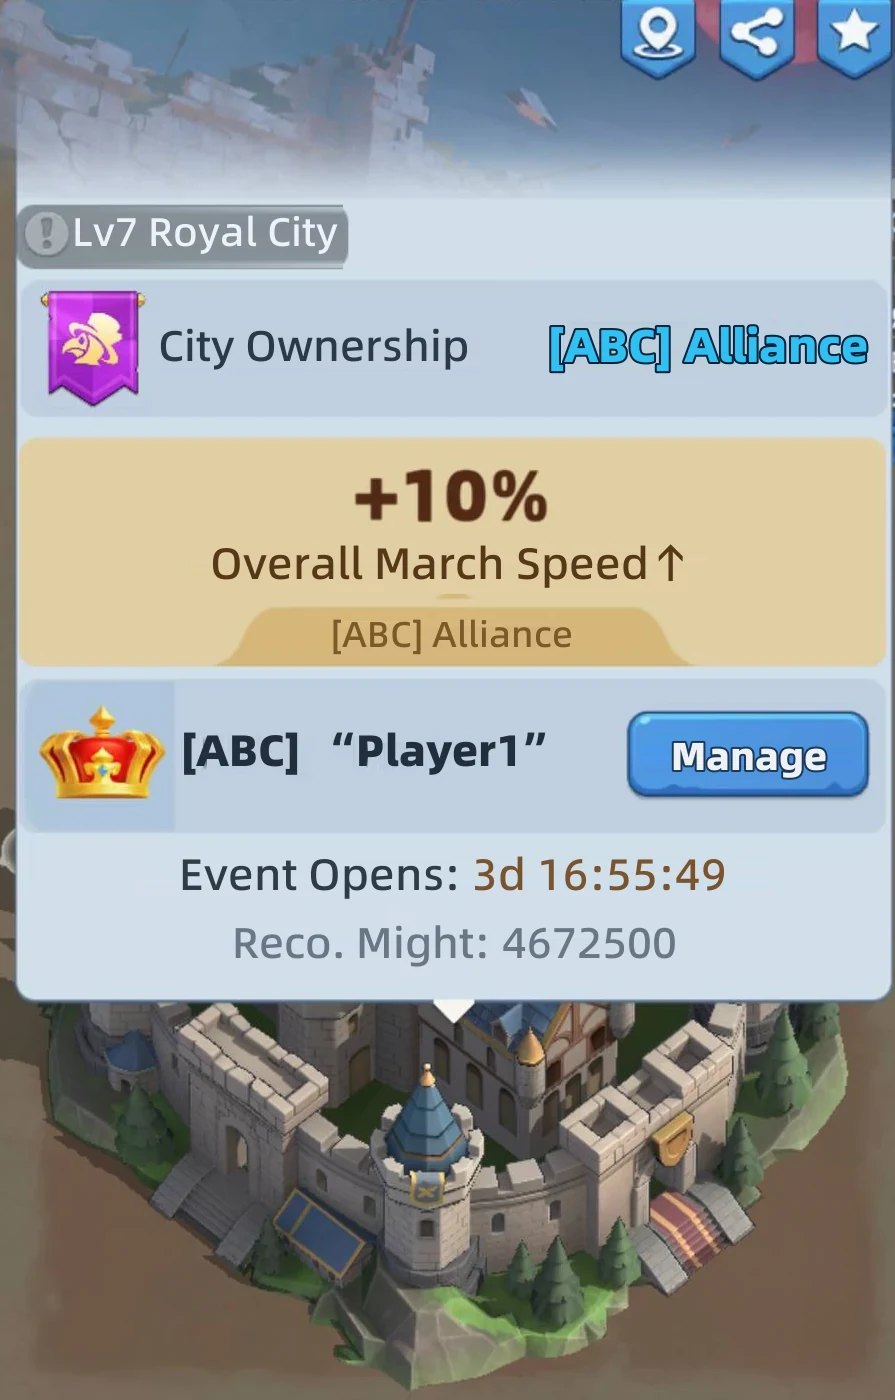 Lv7 Royal City
City Ownership [ABC] Alliance
+10%
Overall March Speed↑
[ABC] Alliance
[ABC] “Player1” Manage
Event Opens: 3d 16:55:49
Reco. Might: 4672500